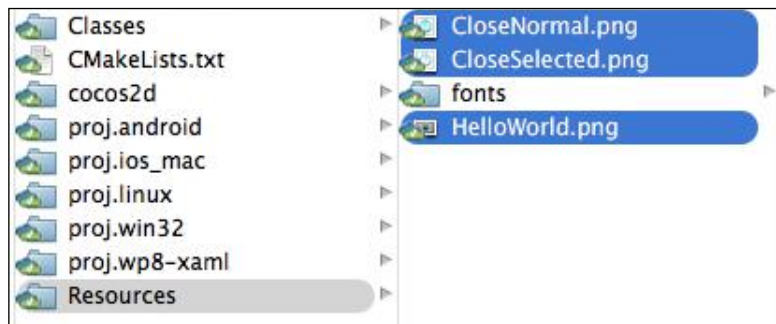 Classes
CMakeLists.txt
cocos2d
proj.android
proj.ios_mac
proj.linux
proj.win32
proj.wp8-xaml
Resources
CloseNormal.png
CloseSelected.png
fonts
HelloWorld.png